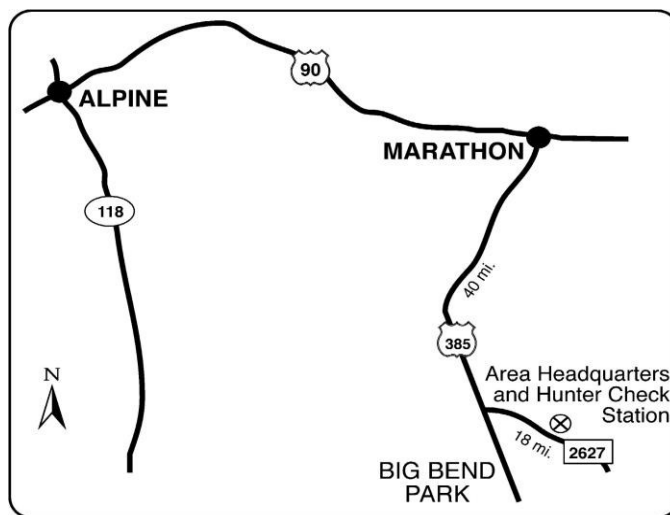 90
ALPINE
MARATHON
118
40 mi.
385
N
Area Headquarters
and Hunter Check
Station
18 mi.
2627
BIG BEND
PARK